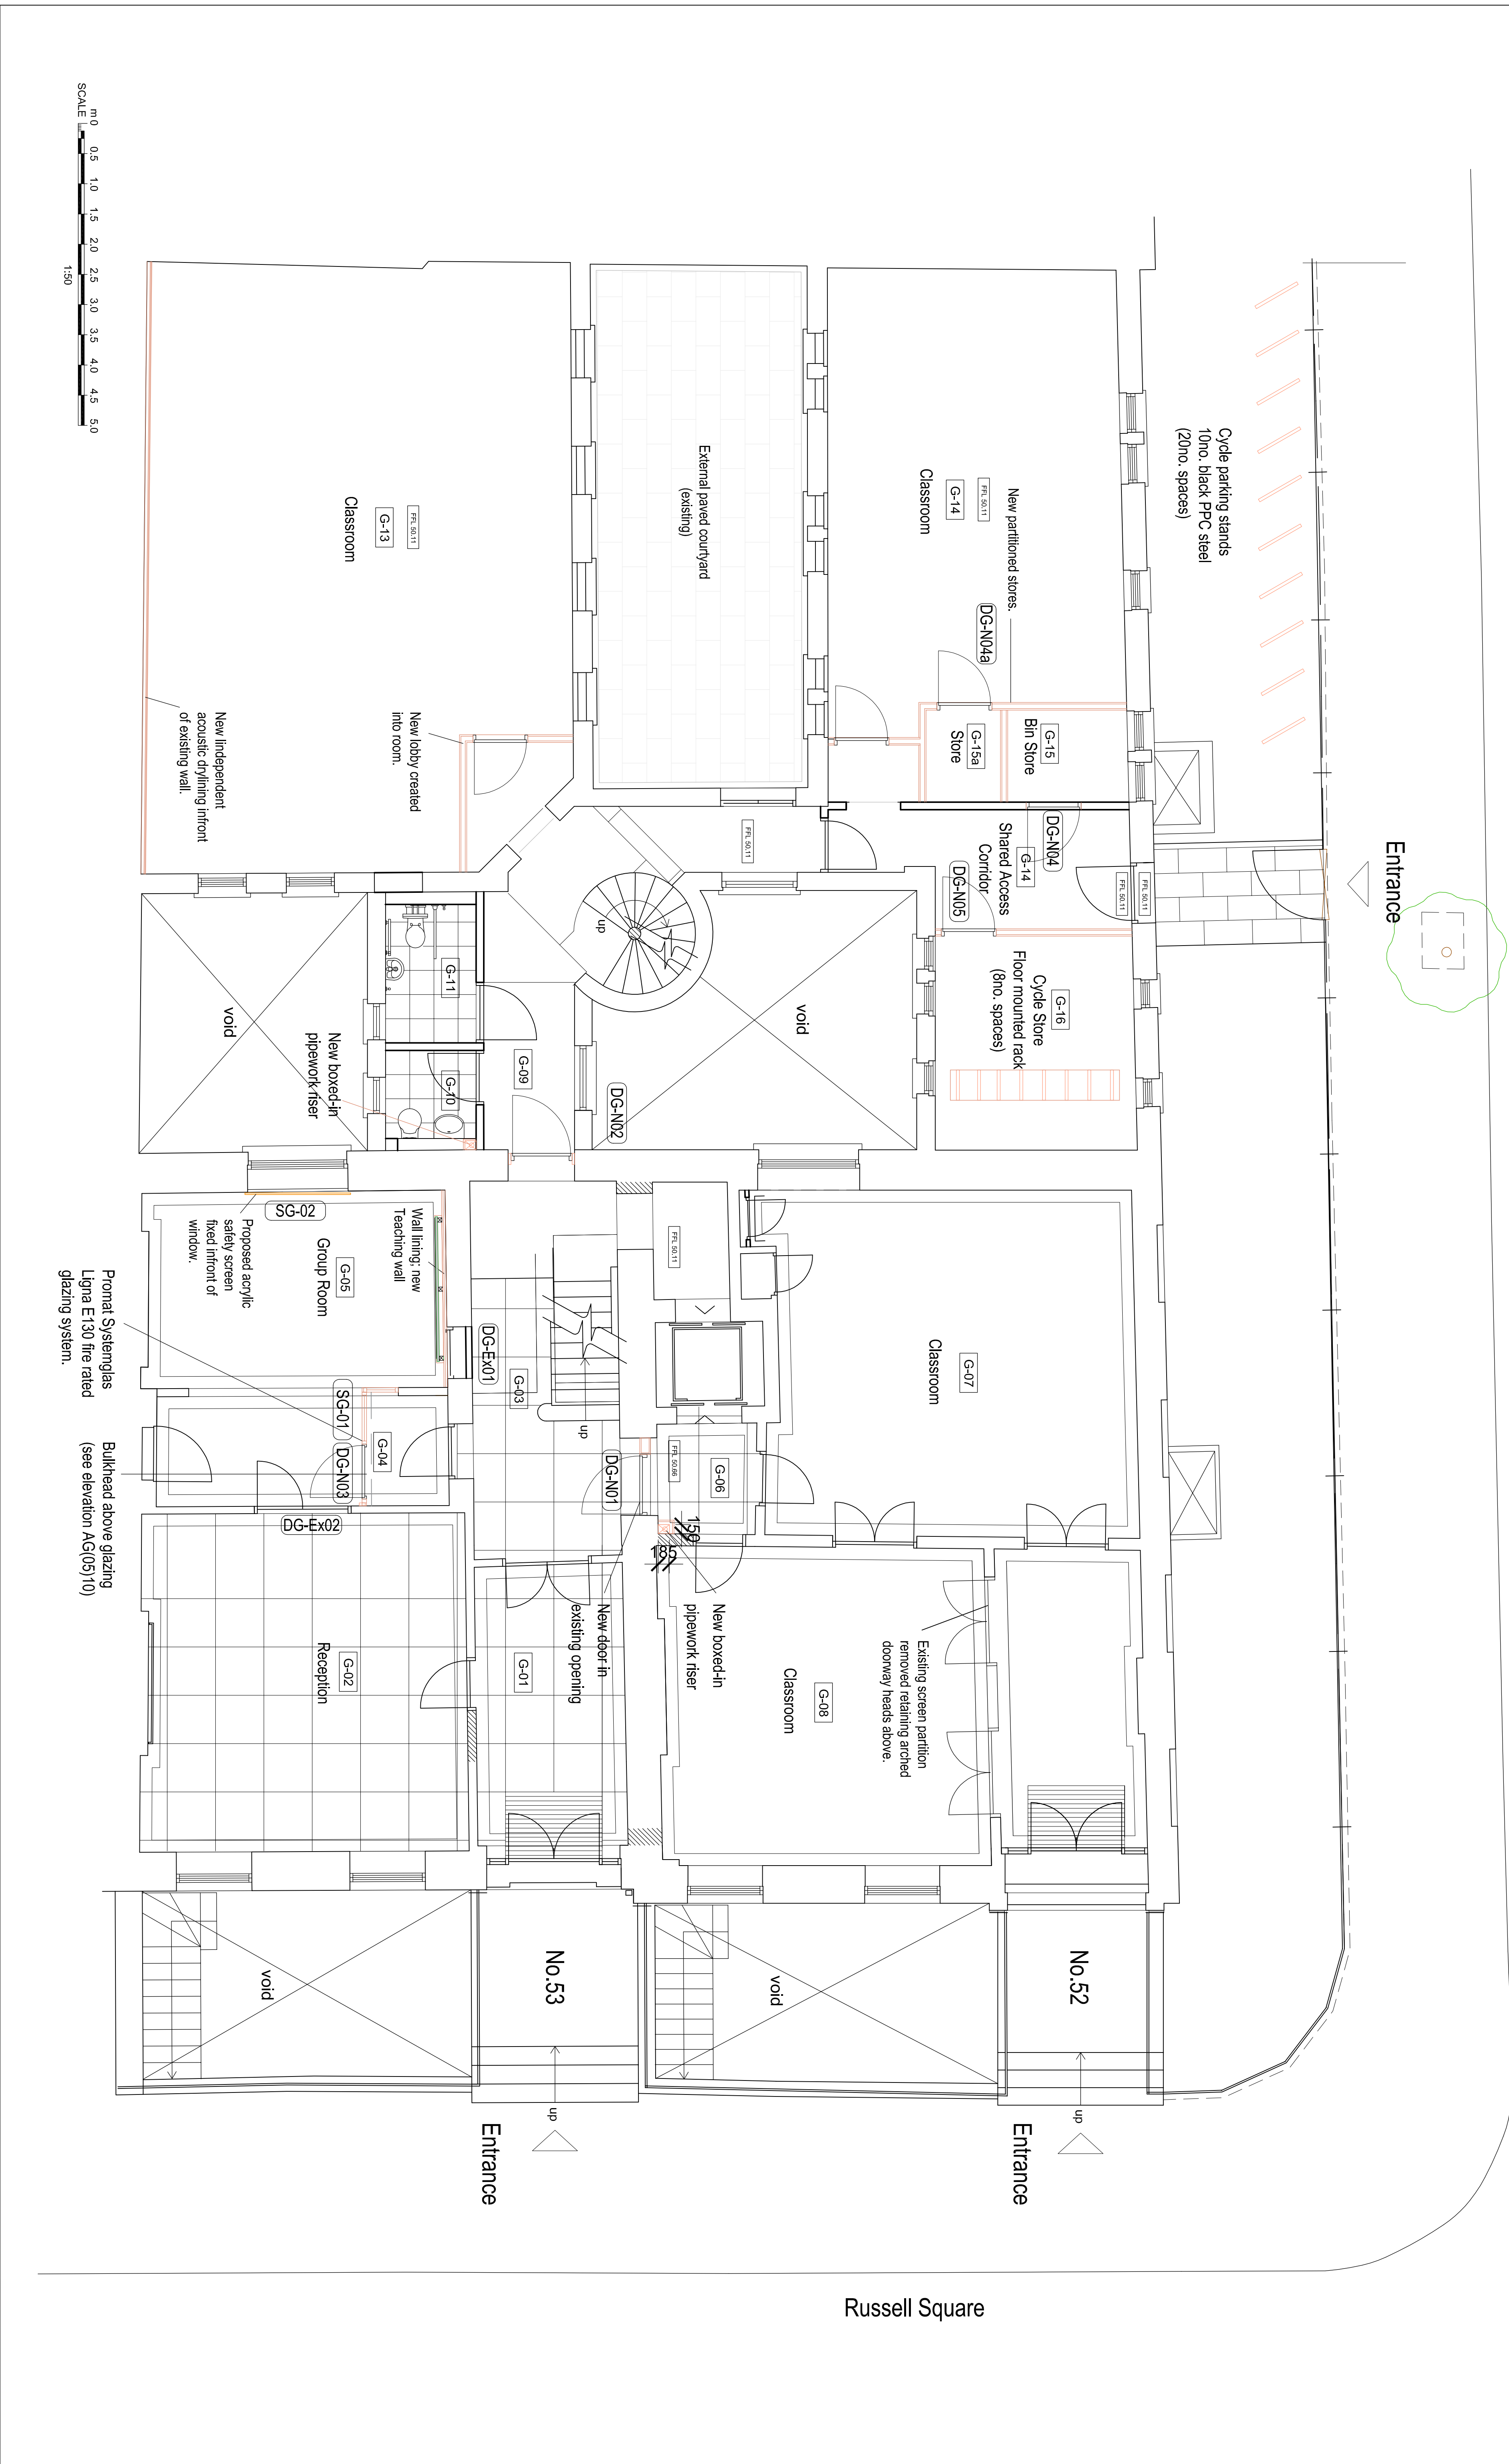 Entrance
Cycle parking stands
10no. black PPC steel
(20no. spaces)
New partitioned stores.
FFL 50.11
G-14
Classroom
DG-N04a
G-15
Bin Store
G-15a
Store
DG-N04
G-14
Shared Access
Corridor
DG-N05
FFL 50.11
FFL 50.11
G-16
Cycle Store
Floor mounted rack
(8no. spaces)
External paved courtyard
(existing)
FFL 50.11
void
up
DG-N02
FFL 50.11
G-13
Classroom
New lobby created
into room.
New Iindependent
acoustic drylining infront
of existing wall.
G-11
G-10
G-09
void
New boxed-in
pipework riser
G-07
Classroom
FFL 50.11
G-06
FFL 50.66
DG-N01
150
185
New boxed-in
pipework riser
New door in
existing opening
Existing screen partition
removed retaining arched
doorway heads above.
G-08
Classroom
DG-Ex01
G-03
up
Wall lining; new
Teaching wall
G-05
Group Room
SG-02
Proposed acrylic
safety screen
fixed infront of
window.
SG-01
DG-N03
G-04
DG-Ex02
Promat Systemglas
Ligna E130 fire rated
glazing system.
Bulkhead above glazing
(see elevation AG(05)10)
G-01
G-02
Reception
No.52
void
No.53
void
up
Entrance
up
Entrance
Russell Square
m 0 0.5 1.0 1.5 2.0 2.5 3.0 3.5 4.0 4.5 5.0
SCALE
1:50